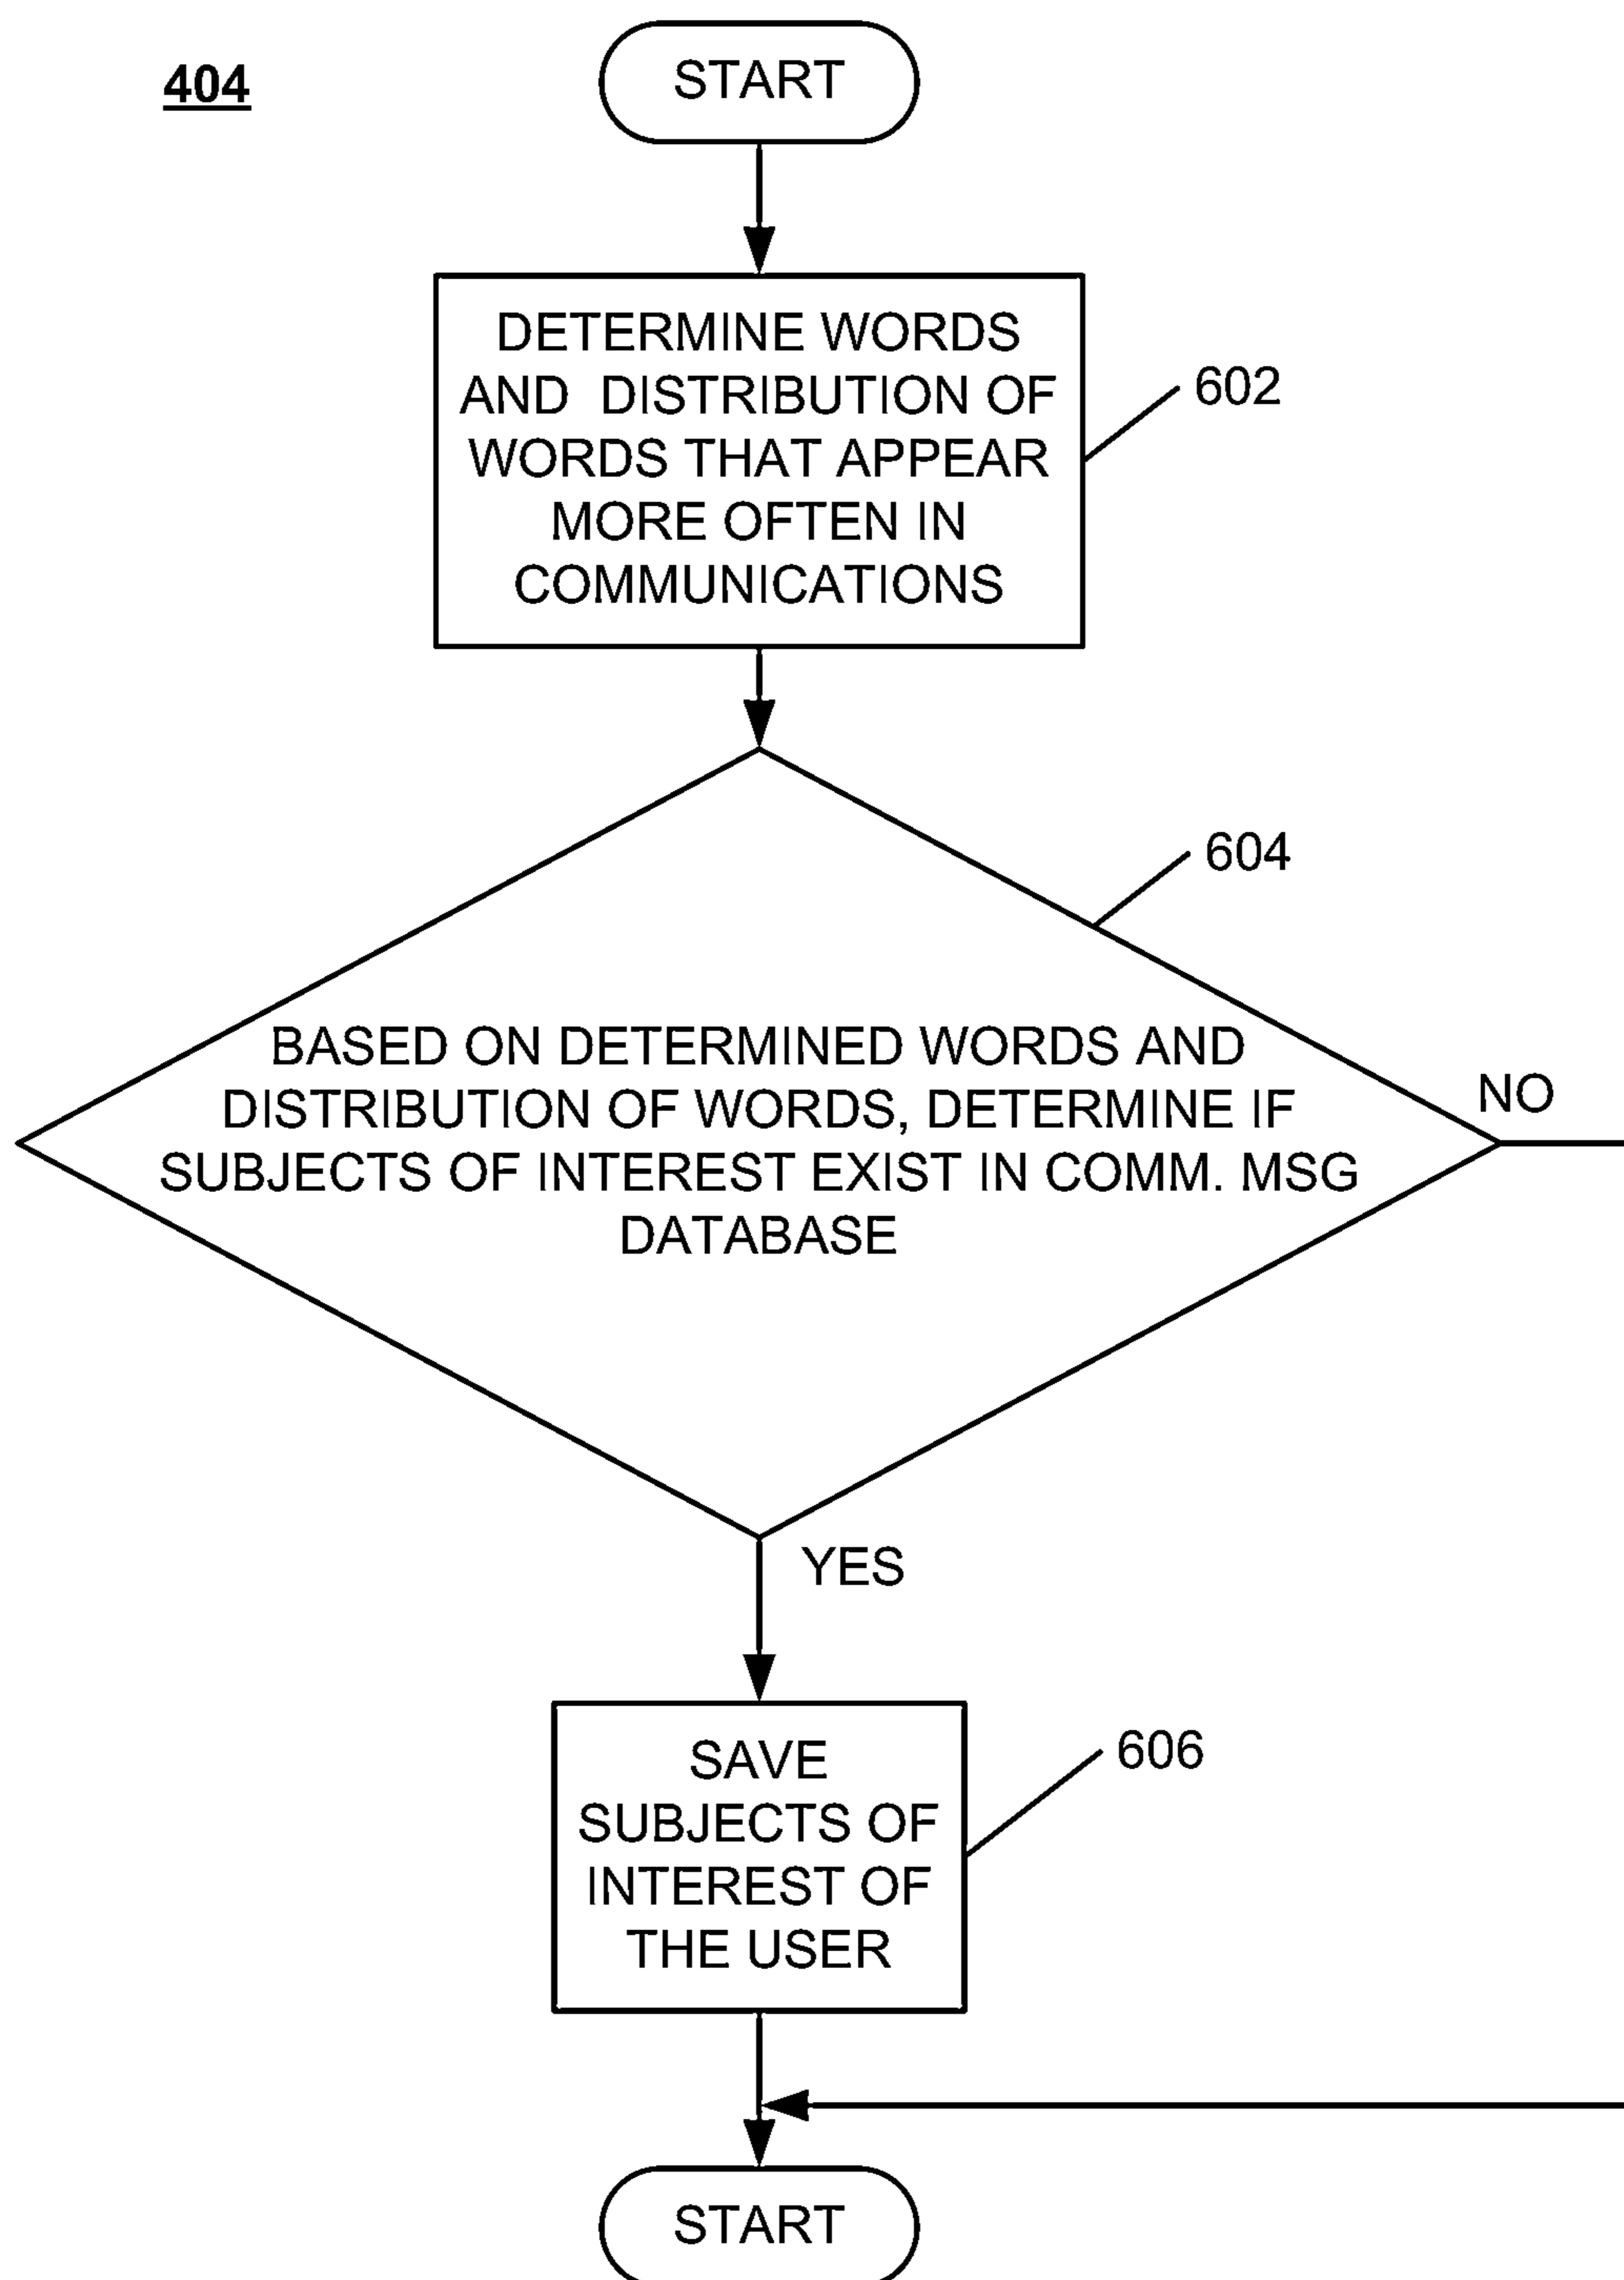 404
START
DETERMINE WORDS
AND DISTRIBUTION OF
WORDS THAT APPEAR
MORE OFTEN IN
COMMUNICATIONS
602
604
BASED ON DETERMINED WORDS AND
DISTRIBUTION OF WORDS, DETERMINE IF
SUBJECTS OF INTEREST EXIST IN COMM. MSG
DATABASE
NO
YES
SAVE
SUBJECTS OF
INTEREST OF
THE USER
606
START